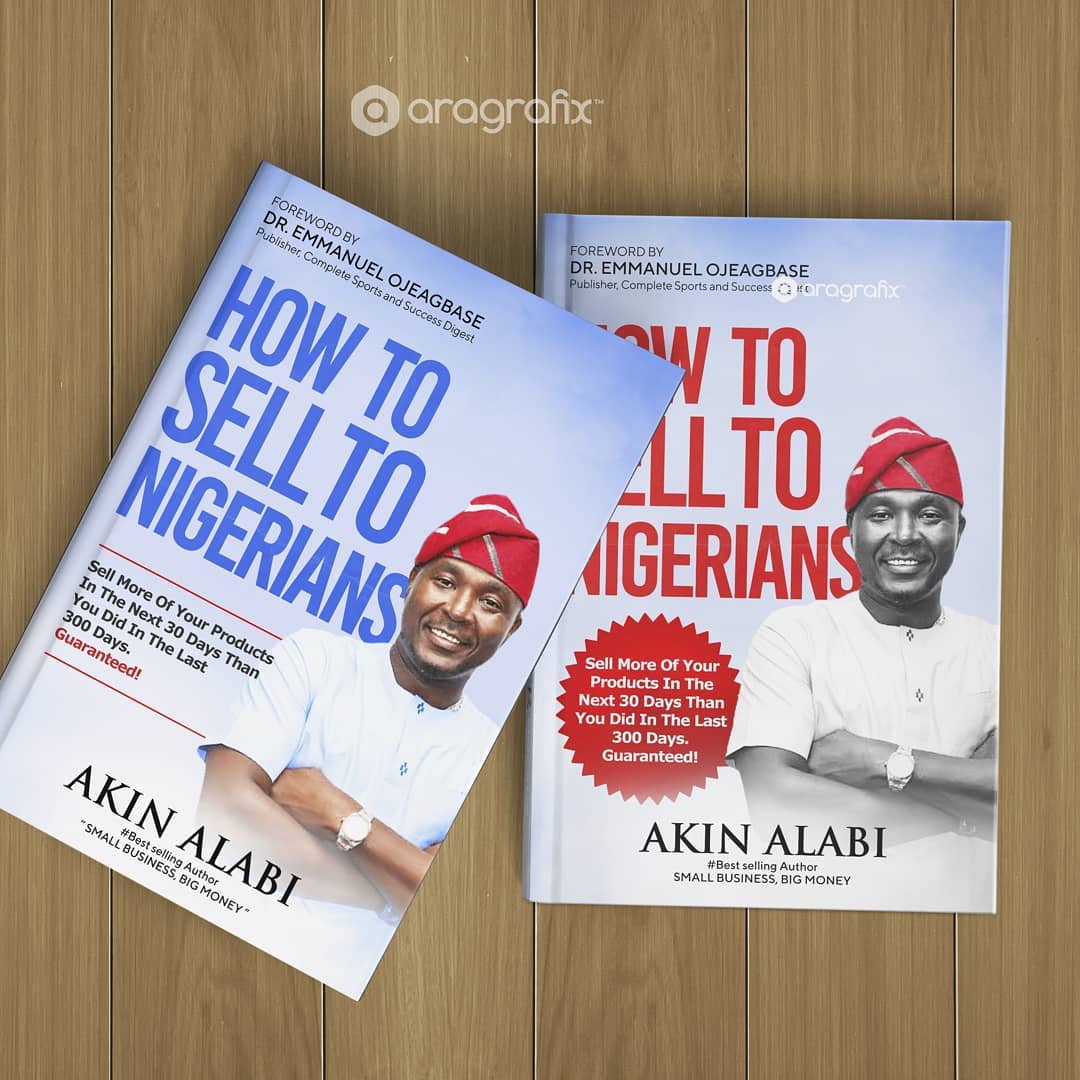 aragrafix™
FOREWORD BY
DR. EMMANUEL OJEAGBASE
Publisher, Complete Sports and Success Digest
HOW TO
SELL TO
NIGERIANS
Sell More Of Your Products
In The Next 30 Days Than
You Did In The Last
300 Days.
Guaranteed!
AKIN ALABI
#Best selling Author
"SMALL BUSINESS, BIG MONEY"
FOREWORD BY
DR. EMMANUEL OJEAGBASE
Publisher, Complete Sports and Success
aragrafix
TO
TO
NIGERIANS
Sell More Of Your
Products In The
Next 30 Days Than
You Did In The Last
300 Days.
Guaranteed!
AKIN ALABI
#Best selling Author
SMALL BUSINESS, BIG MONEY